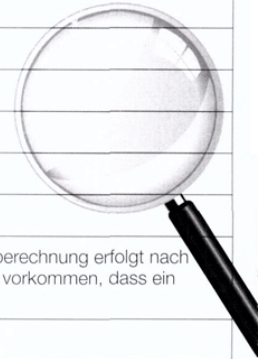 berechnung erfolgt nach
vorkommen, dass ein